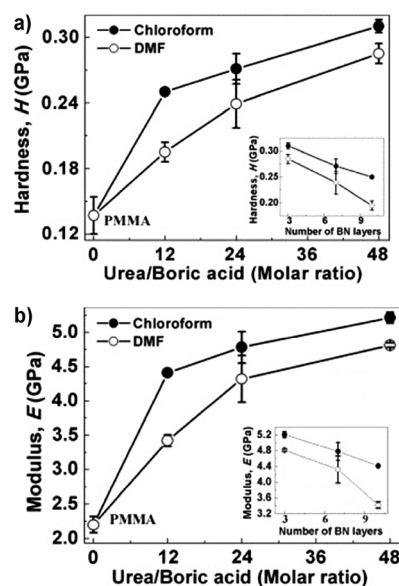 a)
Hardness, H (GPa)
0.30
0.24
0.18
0.12
Chloroform
DMF
PMMA
Hardness, H (GPa)
0.30
0.25
0.20
3 6 9
Number of BN layers
0 12 24 36 48
Urea/Boric acid (Molar ratio)
b)
Modulus, E (GPa)
5.0
4.5
4.0
3.5
3.0
2.5
2.0
Chloroform
DMF
PMMA
Modulus, E (GPa)
5.2
4.8
4.4
4.0
3.6
3.2
3 6 9
Number of BN layers
0 12 24 36 48
Urea/Boric acid (Molar ratio)